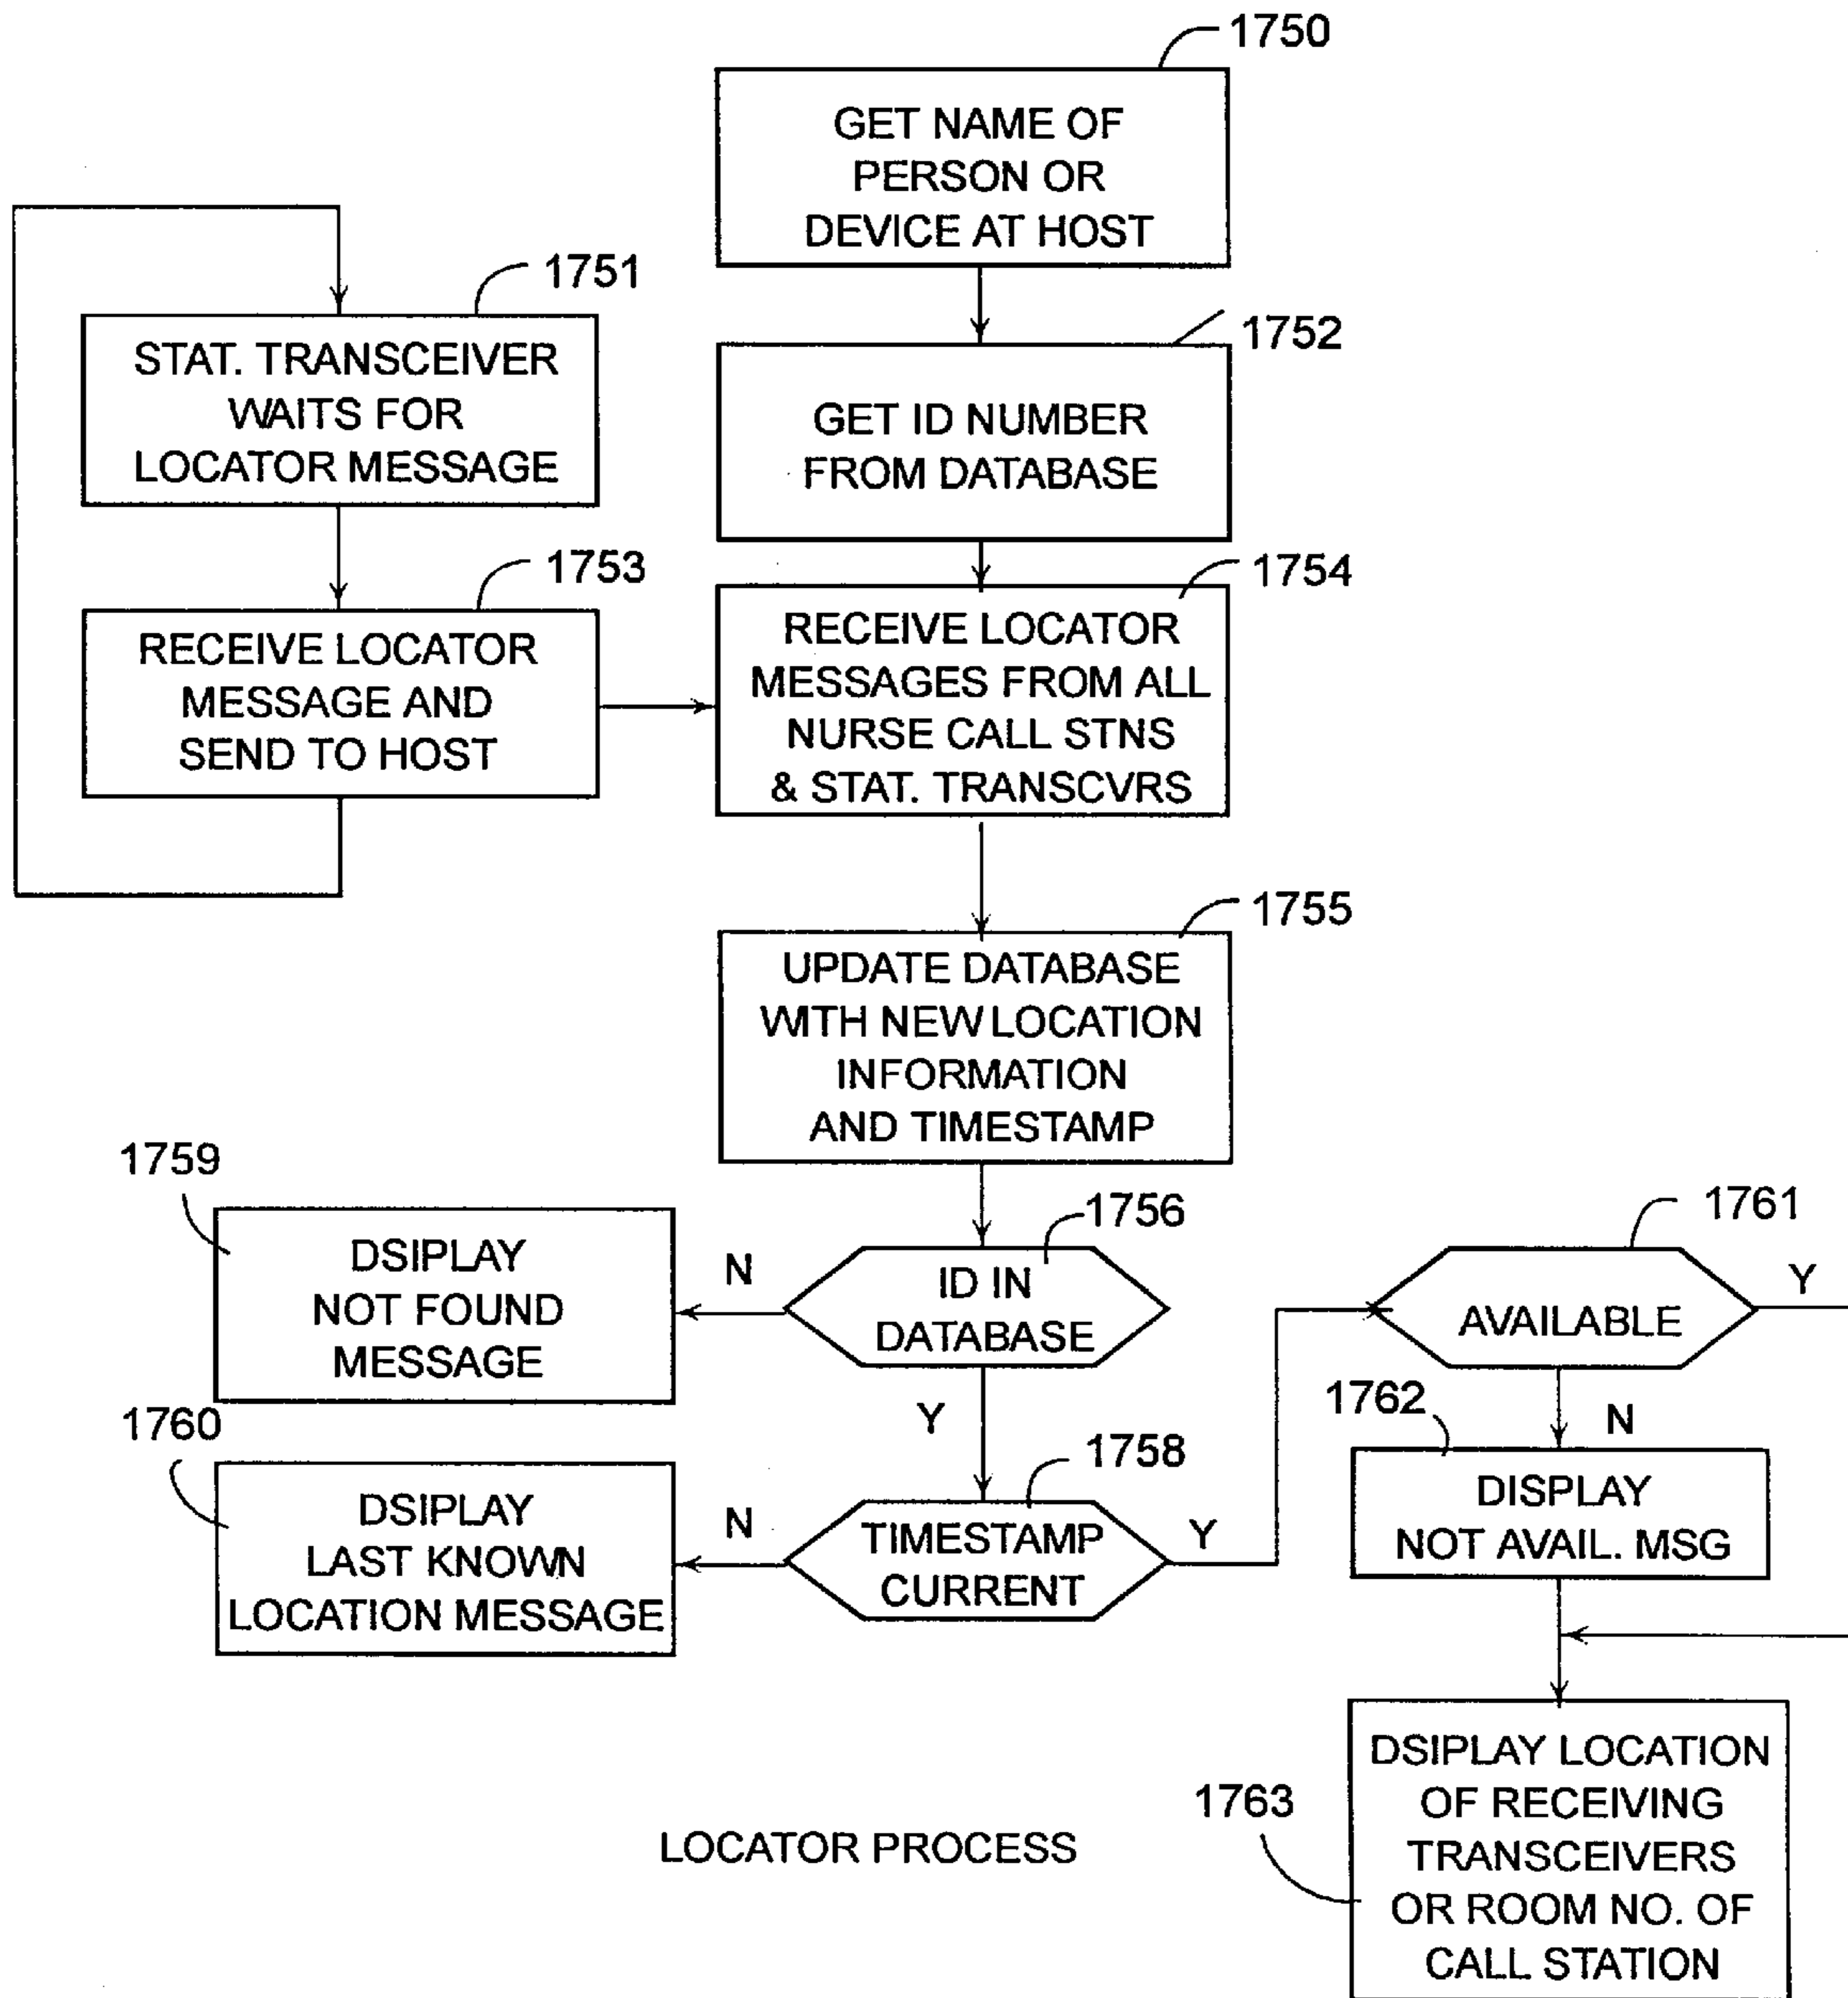 1750
GET NAME OF
PERSON OR
DEVICE AT HOST
1751
STAT. TRANSCEIVER
WAITS FOR
LOCATOR MESSAGE
1752
GET ID NUMBER
FROM DATABASE
1753
RECEIVE LOCATOR
MESSAGE AND
SEND TO HOST
1754
RECEIVE LOCATOR
MESSAGES FROM ALL
NURSE CALL STNS
& STAT. TRANSCVRS
1755
UPDATE DATABASE
WITH NEW LOCATION
INFORMATION
AND TIMESTAMP
1759
DSIPLAY
NOT FOUND
MESSAGE
N
1756
ID IN
DATABASE
Y
1761
AVAILABLE
Y
N
1760
DSIPLAY
LAST KNOWN
LOCATION MESSAGE
N
1758
TIMESTAMP
CURRENT
Y
1762
DISPLAY
NOT AVAIL. MSG
1763
DSIPLAY LOCATION
OF RECEIVING
TRANSCEIVERS
OR ROOM NO. OF
CALL STATION
LOCATOR PROCESS